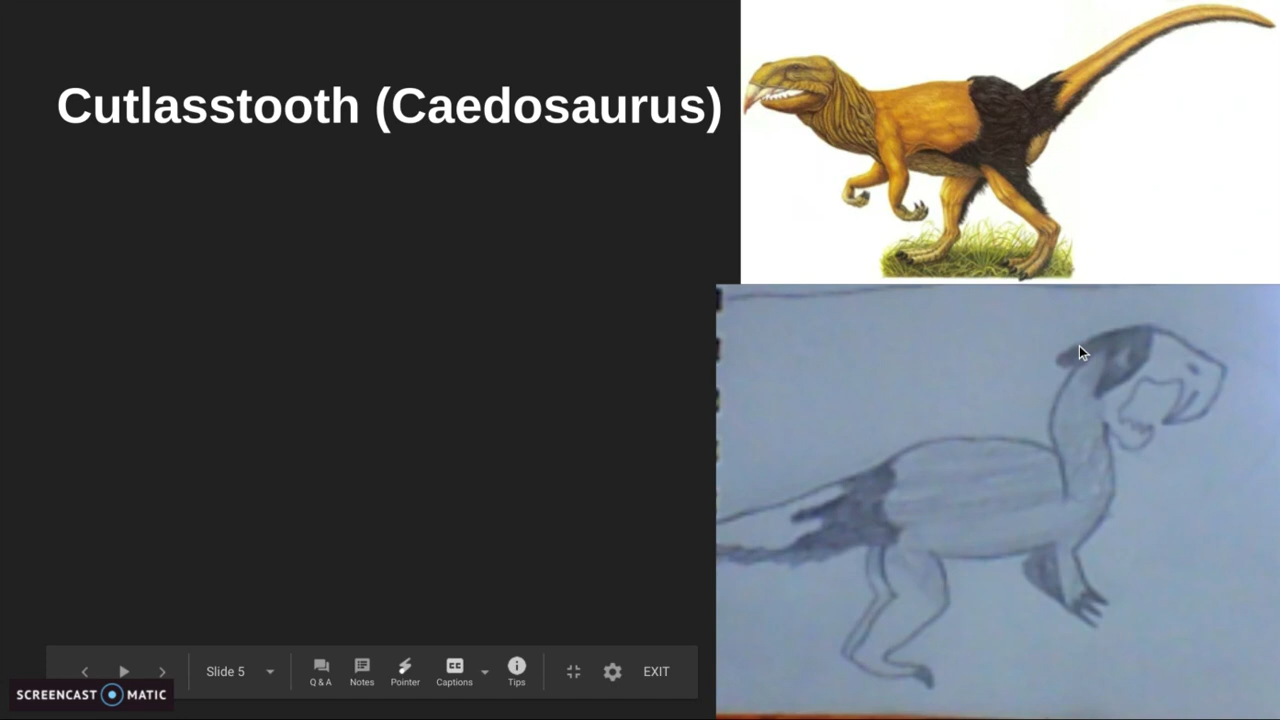 Cutlasstooth (Caedosaurus)
Slide 5
Q & A
Notes
Pointer
Captions
Tips
EXIT
SCREENCAST MATIC